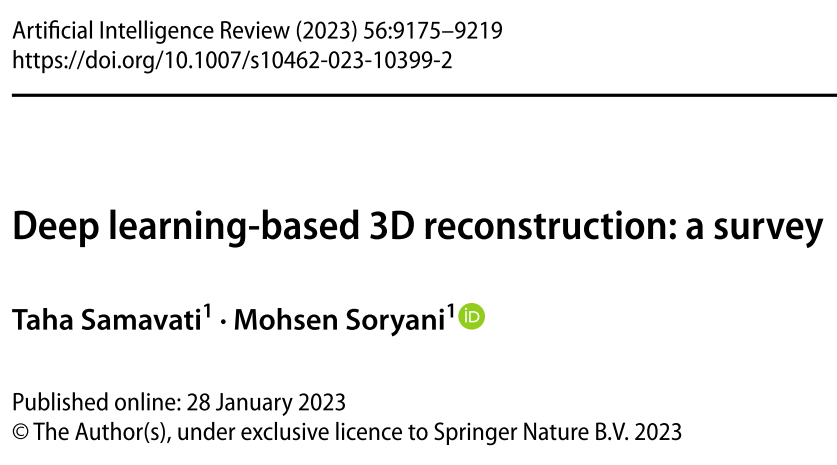 Artificial Intelligence Review (2023) 56:9175–9219
https://doi.org/10.1007/s10462-023-10399-2
Deep learning-based 3D reconstruction: a survey
Taha Samavati¹ · Mohsen Soryani¹ iD
Published online: 28 January 2023
© The Author(s), under exclusive licence to Springer Nature B.V. 2023